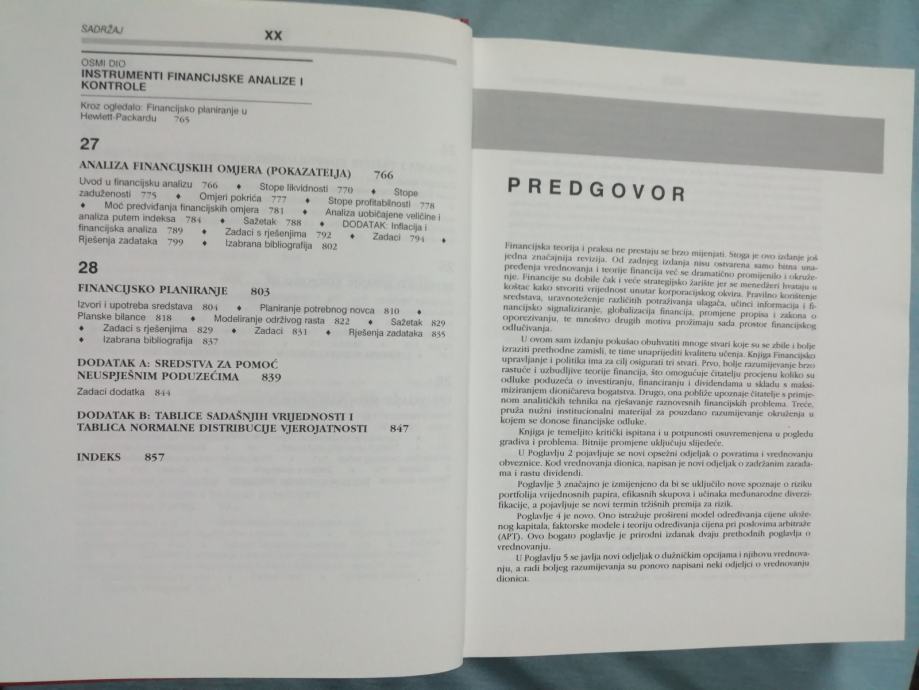 SADRŽAJ XX
OSMI DIO
INSTRUMENTI FINANCIJSKE ANALIZE I
KONTROLE
Kroz ogledalo: Financijsko planiranje u
Hewlett-Packardu 765
27
ANALIZA FINANCIJSKIH OMJERA (POKAZATELJA) 766
Uvod u financijsku analizu 766 ♦ Stope likvidnosti 770 ♦ Stope
zaduženosti 775 ♦ Omjeri pokrića 777 ♦ Stope profitabilnosti 778
♦ Moć predviđanja financijskih omjera 781 ♦ Analiza uobičajene veličine i
analiza putem indeksa 784 ♦ Sažetak 788 ♦ DODATAK: Inflacija i
financijska analiza 789 ♦ Zadaci s rješenjima 792 ♦ Zadaci 794 ♦
Rješenja zadataka 799 ♦ Izabrana bibliografija 802
28
FINANCIJSKO PLANIRANJE 803
Izvori i upotreba sredstava 804 ♦ Planiranje potrebnog novca 810 ♦
Planske bilance 818 ♦ Modeliranje održivog rasta 822 ♦ Sažetak 829
♦ Zadaci s rješenjima 829 ♦ Zadaci 831 ♦ Rješenja zadataka 835
♦ Izabrana bibliografija 837
DODATAK A: SREDSTVA ZA POMOĆ
NEUSPJEŠNIM PODUZEĆIMA 839
Zadaci dodatka 844
DODATAK B: TABLICE SADAŠNJIH VRIJEDNOSTI I
TABLICA NORMALNE DISTRIBUCIJE VJEROJATNOSTI 847
INDEKS 857
PREDGOVOR
Financijska teorija i praksa ne prestaju se brzo mijenjati. Stoga je ovo izdanje još
jedna značajnija revizija. Od zadnjeg izdanja nisu ostvarena samo bitna una-
pređenja vrednovanja i teorije financija već se dramatično promijenilo i okruže-
nje. Financije su dobile čak i veće strategijsko žarište jer se menedžeri hvataju u
koštac kako stvoriti vrijednost unutar korporacijskog okvira. Pravilno korištenje
sredstava, uravnoteženje različitih potraživanja ulagača, učinci informacija i fi-
nancijsko signaliziranje, globalizacija financija, promjene propisa i zakona o
oporezivanju, te mnoštvo drugih motiva prožimaju sada prostor financijskog
odlučivanja.
U ovom sam izdanju pokušao obuhvatiti mnoge stvari koje su se zbile i bolje
izraziti prethodne zamisli, te time unaprijediti kvalitetu učenja. Knjiga Financijsko
upravljanje i politika ima za cilj osigurati tri stvari. Prvo, bolje razumijevanje brzo
rastuće i uzbudljive teorije financija, što omogućuje čitatelju procjenu koliko su
odluke poduzeća o investiranju, financiranju i dividendama u skladu s maksi-
miziranjem dioničareva bogatstva. Drugo, ona pobliže upoznaje čitatelje s primje-
nom analitičkih tehnika na rješavanje raznovrsnih financijskih problema. Treće,
pruža nužni institucionalni materijal za pouzdano razumijevanje okruženja u
kojem se donose financijske odluke.
Knjiga je temeljito kritički ispitana i u potpunosti osuvremenjena u pogledu
gradiva i problema. Bitnije promjene uključuju slijedeće.
U Poglavlju 2 pojavljuje se novi opsežni odjeljak o povratima i vrednovanju
obveznice. Kod vrednovanja dionica, napisan je novi odjeljak o zadržanim zarada-
ma i rastu dividendi.
Poglavlje 3 značajno je izmijenjeno da bi se uključilo nove spoznaje o riziku
portfolija vrijednosnih papira, efikasnih skupova i učinaka međunarodne diverzi-
fikacije, a pojavljuje se novi termin tržišnih premija za rizik.
Poglavlje 4 je novo. Ono istražuje prošireni model određivanja cijene ulože-
nog kapitala, faktorske modele i teoriju određivanja cijena pri poslovima arbitraže
(APT). Ovo bogato poglavlje je prirodni izdanak dvaju prethodnih poglavlja o
vrednovanju.
U Poglavlju 5 se javlja novi odjeljak o dužničkim opcijama i njihovu vrednova-
nju, a radi boljeg razumijevanja su ponovo napisani neki odjeljci o vrednovanju
dionica.